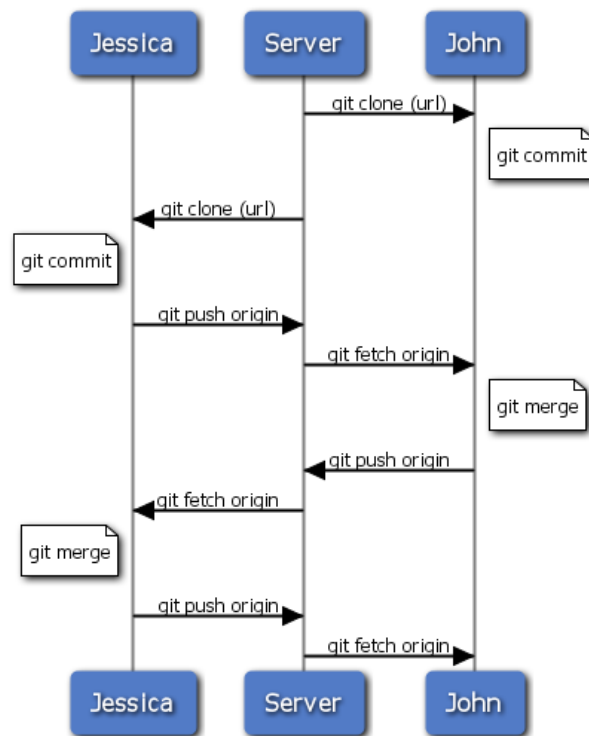 Jessica Server John
git clone (url)
git commit
git clone (url)
git commit
git push origin
git fetch origin
git merge
git push origin
git fetch origin
git merge
git push origin
git fetch origin
Jessica Server John